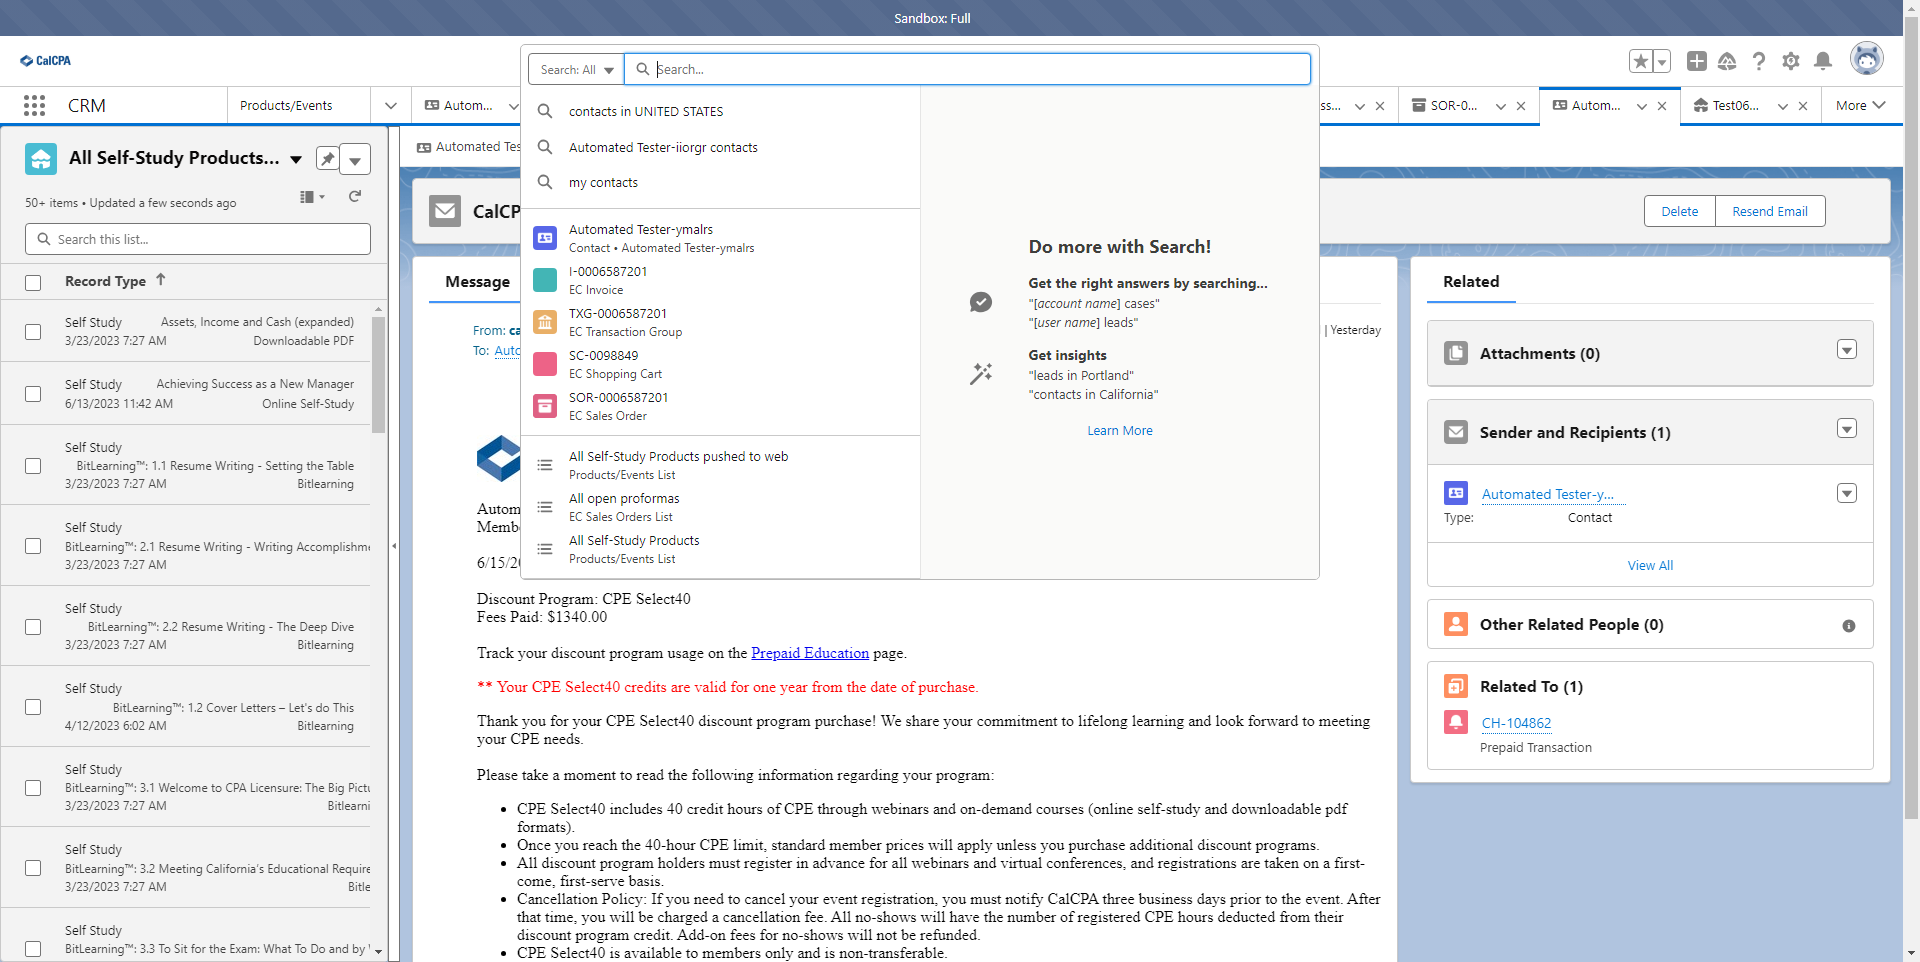 Sandbox: Full
CalCPA
Search: All
Search...
CRM
Products/Events
Autom...
ss...
SOR-0...
Autom...
Test06...
More
All Self-Study Products...
50+ items • Updated a few seconds ago
Search this list...
Record Type
Self Study
Assets, Income and Cash (expanded)
3/23/2023 7:27 AM
Downloadable PDF
Self Study
Achieving Success as a New Manager
6/13/2023 11:42 AM
Online Self-Study
Self Study
BitLearning™: 1.1 Resume Writing - Setting the Table
3/23/2023 7:27 AM
Bitlearning
Self Study
BitLearning™: 2.1 Resume Writing - Writing Accomplishme
3/23/2023 7:27 AM
Self Study
BitLearning™: 2.2 Resume Writing - The Deep Dive
3/23/2023 7:27 AM
Bitlearning
Self Study
BitLearning™: 1.2 Cover Letters – Let's do This
4/12/2023 6:02 AM
Bitlearning
Self Study
BitLearning™: 3.1 Welcome to CPA Licensure: The Big Pictu
3/23/2023 7:27 AM
Bitlearni
Self Study
BitLearning™: 3.2 Meeting California's Educational Require
3/23/2023 7:27 AM
Bitle
Self Study
BitLearning™: 3.3 To Sit for the Exam: What To Do and by
contacts in UNITED STATES
Automated Tester-iiorgr contacts
my contacts
Automated Tester-ymalrs
Contact • Automated Tester-ymalrs
I-0006587201
EC Invoice
TXG-0006587201
EC Transaction Group
SC-0098849
EC Shopping Cart
SOR-0006587201
EC Sales Order
All Self-Study Products pushed to web
Products/Events List
All open proformas
EC Sales Orders List
All Self-Study Products
Products/Events List
Do more with Search!
Get the right answers by searching...
"[account name] cases"
"[user name] leads"
Get insights
"leads in Portland"
"contacts in California"
Learn More
Automated Tes
CalCP
Delete
Resend Email
Message
From: ca
To: Auto
| Yesterday
Autom
Membe
6/15/20
Discount Program: CPE Select40
Fees Paid: $1340.00
Track your discount program usage on the Prepaid Education page.
** Your CPE Select40 credits are valid for one year from the date of purchase.
Thank you for your CPE Select40 discount program purchase! We share your commitment to lifelong learning and look forward to meeting
your CPE needs.
Please take a moment to read the following information regarding your program:
• CPE Select40 includes 40 credit hours of CPE through webinars and on-demand courses (online self-study and downloadable pdf
formats).
• Once you reach the 40-hour CPE limit, standard member prices will apply unless you purchase additional discount programs.
• All discount program holders must register in advance for all webinars and virtual conferences, and registrations are taken on a first-
come, first-serve basis.
• Cancellation Policy: If you need to cancel your event registration, you must notify CalCPA three business days prior to the event. After
that time, you will be charged a cancellation fee. All no-shows will have the number of registered CPE hours deducted from their
discount program credit. Add-on fees for no-shows will not be refunded.
• CPE Select40 is available to members only and is non-transferable.
Related
Attachments (0)
Sender and Recipients (1)
Automated Tester-y...
Type:
Contact
View All
Other Related People (0)
Related To (1)
CH-104862
Prepaid Transaction